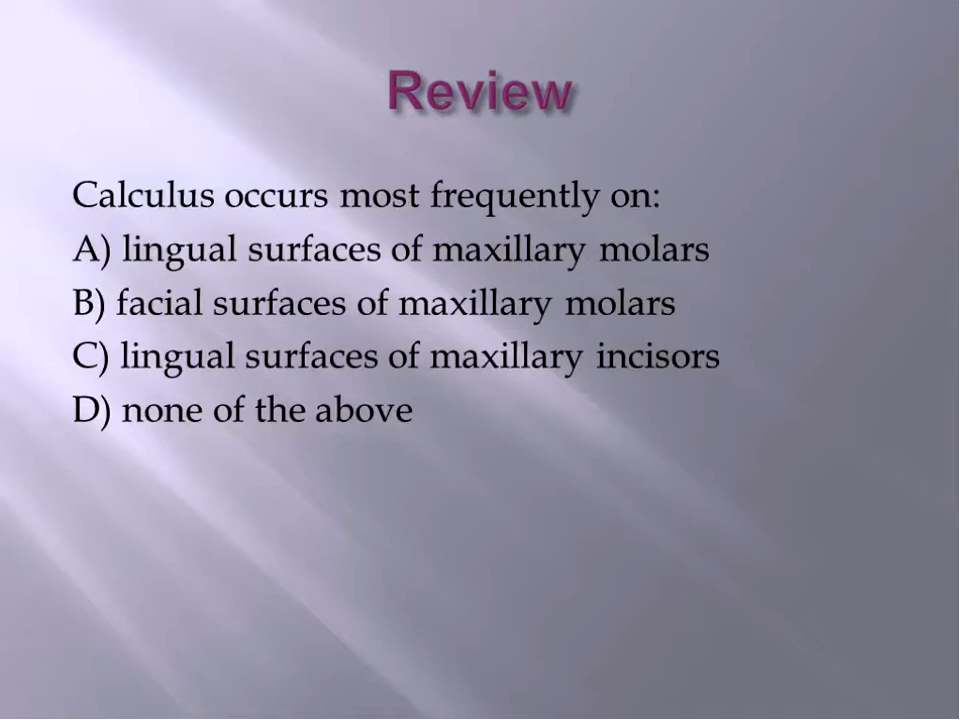 Review
Calculus occurs most frequently on:
A) lingual surfaces of maxillary molars
B) facial surfaces of maxillary molars
C) lingual surfaces of maxillary incisors
D) none of the above